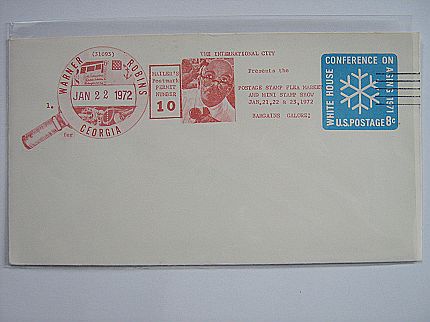 (31093)
WARNER ROBINS
JAN 22 1972
GEORGIA
1.
MAILER'S
Postmark
PERMIT
NUMBER
10
THE INTERNATIONAL CITY
Presents the
POSTAGE STAMP FLEA MARKET
AND MINI STAMP SHOW
JAN,21,22 & 23,1972
BARGAINS GALORE!
WHITE HOUSE
CONFERENCE ON
AGING 1971
U.S. POSTAGE 8c